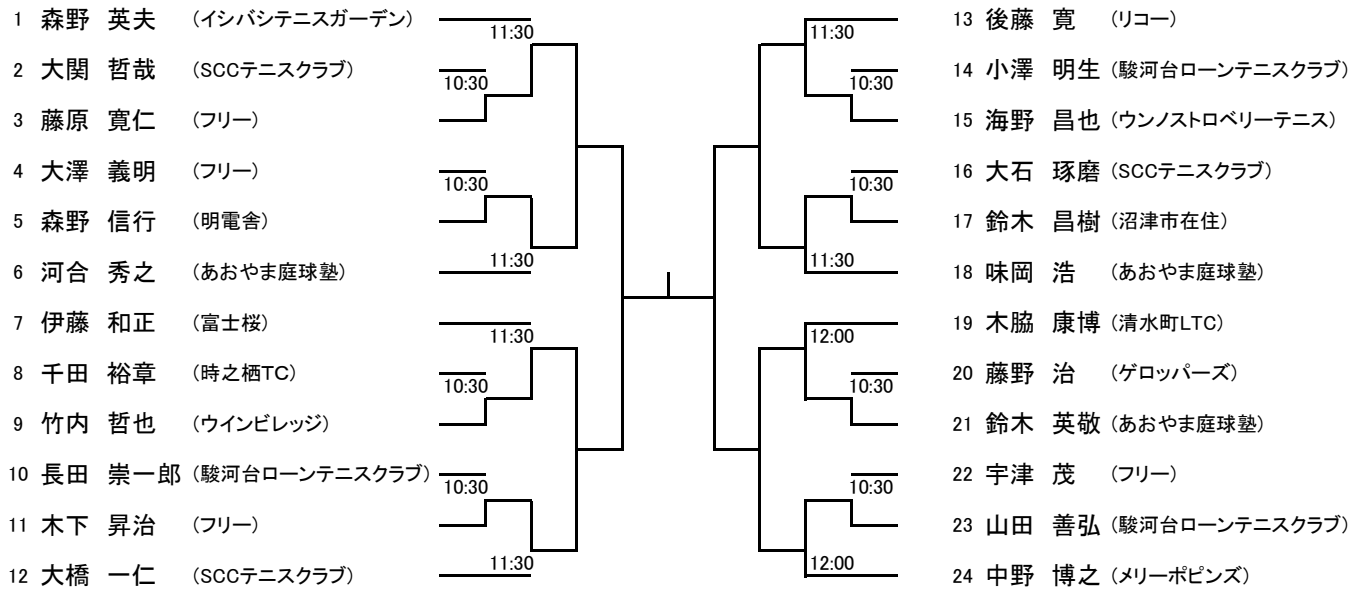 1 森野 英夫 (イシバシテニスガーデン)
11:30
2 大関 哲哉 (SCCテニスクラブ)
10:30
3 藤原 寛仁 (フリー)
4 大澤 義明 (フリー)
10:30
5 森野 信行 (明電舎)
11:30
6 河合 秀之 (あおやま庭球塾)
7 伊藤 和正 (富士桜)
11:30
8 千田 裕章 (時之栖TC)
10:30
9 竹内 哲也 (ウインビレッジ)
10 長田 崇一郎 (駿河台ローンテニスクラブ)
10:30
11 木下 昇治 (フリー)
11:30
12 大橋 一仁 (SCCテニスクラブ)
13 後藤 寛 (リコー)
11:30
14 小澤 明生 (駿河台ローンテニスクラブ)
10:30
15 海野 昌也 (ウンノストロベリーテニス)
16 大石 琢磨 (SCCテニスクラブ)
10:30
17 鈴木 昌樹 (沼津市在住)
11:30
18 味岡 浩 (あおやま庭球塾)
19 木脇 康博 (清水町LTC)
12:00
20 藤野 治 (ゲロッパーズ)
10:30
21 鈴木 英敬 (あおやま庭球塾)
22 宇津 茂 (フリー)
10:30
23 山田 善弘 (駿河台ローンテニスクラブ)
12:00
24 中野 博之 (メリーポピンズ)